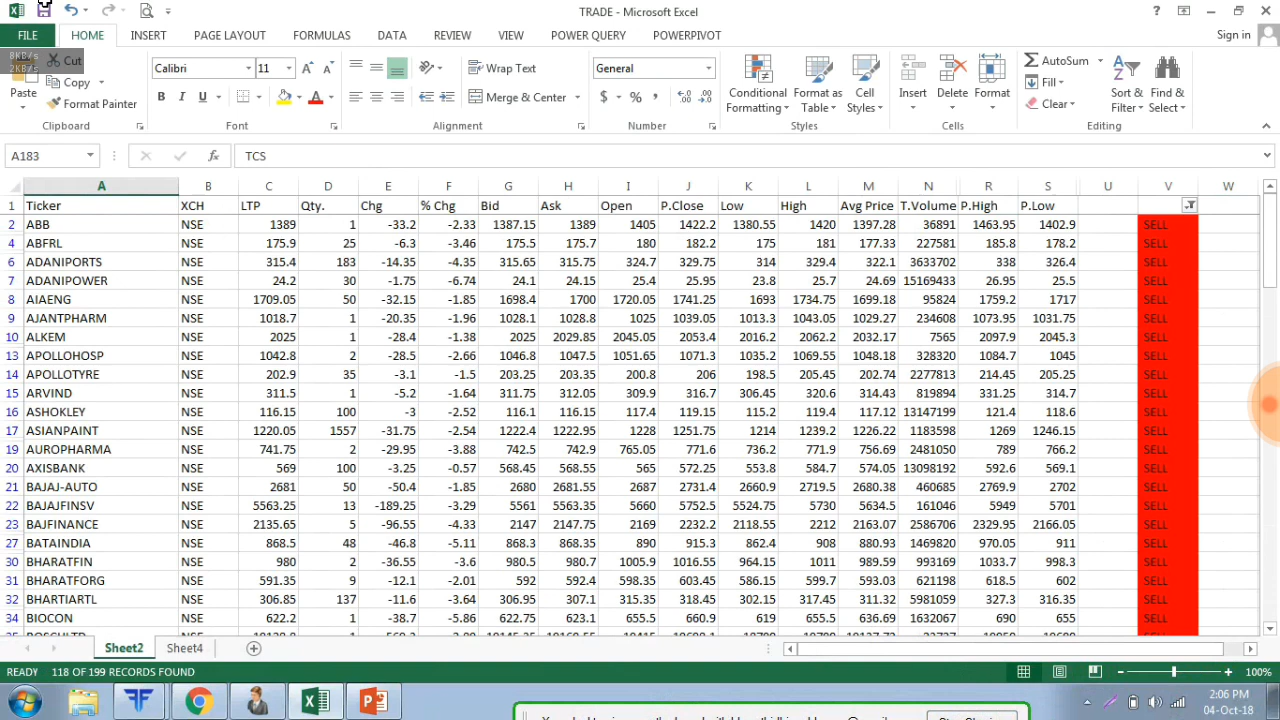 TRADE - Microsoft Excel
FILE HOME INSERT PAGE LAYOUT FORMULAS DATA REVIEW VIEW POWER QUERY POWERPIVOT Sign in
8KB/s
2KB/s
Cut
Copy
Format Painter
Paste
Calibri 11
B I U
Wrap Text
Merge & Center
General
$ % ,
Conditional Formatting
Format as Table
Cell Styles
Insert Delete Format
AutoSum
Fill
Clear
Sort & Filter
Find & Select
Clipboard Font Alignment Number Styles Cells Editing
A183 fx TCS
A B C D E F G H I J K L M N R S U V W
1 Ticker XCH LTP Qty. Chg % Chg Bid Ask Open P.Close Low High Avg Price T.Volume P.High P.Low
2 ABB NSE 1389 1 -33.2 -2.33 1387.15 1389 1405 1422.2 1380.55 1420 1397.28 36891 1463.95 1402.9 SELL
4 ABFRL NSE 175.9 25 -6.3 -3.46 175.5 175.7 180 182.2 175 181 177.33 227581 185.8 178.2 SELL
6 ADANIPORTS NSE 315.4 183 -14.35 -4.35 315.65 315.75 324.7 329.75 314 329.4 322.1 3633702 338 326.4 SELL
7 ADANIPOWER NSE 24.2 30 -1.75 -6.74 24.1 24.15 25.4 25.95 23.8 25.7 24.69 15169493 26.5 25.5 SELL
8 AIAENG NSE 1709.05 50 -32.15 -1.85 1698.4 1700 1720.05 1741.25 1693 1734.75 1699.18 95824 1759.2 1717 SELL
9 AJANTPHARM NSE 1018.7 1 -20.35 -1028.1 1028.8 1025 1039.05 1013.3 1043.05 1029.27 234608 1073.95 1031.75 SELL
10 ALKEM NSE 2025 1 -28.4 -1.38 2024.5 2029.85 2045.05 2053.4 2016.2 2062.2 2032.17 7565 2097.9 2045.3 SELL
13 APOLLOHOSP NSE 1042.8 2 -28.5 -2.66 1046.8 1047.5 1051.65 1071.3 1035.2 1069.55 1048.18 328320 1084.7 1045 SELL
14 APOLLOTYRE NSE 202.9 35 -3.1 -1.5 203.25 203.35 200.8 206 198.5 205.45 202.74 2277813 214.45 205.25 SELL
15 ARVIND NSE 311.5 1 -5.2 -1.64 311.75 312.05 309.9 316.7 306.45 320.6 314.43 819894 331.25 314.7 SELL
16 ASHOKLEY NSE 116.15 100 -3 -2.52 116.1 116.15 117.4 119.15 115.2 119.4 117.12 13147199 121.4 118.6 SELL
17 ASIANPAINT NSE 1220.05 1557 -31.75 -2.54 1222.4 1222.95 1228 1251.75 1214 1239.2 1226.22 1183598 1269 1246.15 SELL
19 AUROPHARMA NSE 741.75 2 -29.95 -3.88 742.5 742.9 765.05 771.6 736.2 771.9 756.69 2481050 789 766.2 SELL
20 AXISBANK NSE 569 100 -3.25 -0.57 568.45 568.55 565 572.25 553.8 584.7 574.05 13098192 592.6 569.1 SELL
21 BAJAJ-AUTO NSE 2681 50 -50.4 -1.85 2680 2681.55 2687 2731.4 2660.9 2719.5 2680.38 460685 2769.9 2702 SELL
22 BAJAJFINSV NSE 5563.25 13 -189.25 -3.29 5561 5563.35 5660 5752.5 5524.75 5730 5634.5 161046 5949 5701 SELL
23 BAJFINANCE NSE 2135.65 5 -96.55 -4.33 2147 2147.75 2169 2232.2 2118.55 2212 2163.07 2586706 2329.95 2166.05 SELL
27 BATAINDIA NSE 868.5 48 -46.8 -5.11 868.3 868.35 890 915.3 862.4 908 880.93 1469820 970.05 911 SELL
30 BHARATFIN NSE 980 2 -36.55 -3.6 980.5 980.7 1005.9 1016.55 964.15 1011 989.59 993169 1033.7 998.3 SELL
31 BHARATFORG NSE 591.35 9 -12.1 -2.01 592 592.4 598.35 603.45 586.15 599.7 593.03 621198 618.5 602 SELL
32 BHARTIARTL NSE 306.85 137 -11.6 306.95 307.1 315.35 318.45 302.15 317.45 311.32 5981059 327.3 316.35 SELL
34 BIOCON NSE 622.2 1 -38.7 -5.86 622.75 623.1 655.5 660.9 619 655.5 636.69 1632067 690 655 SELL
Sheet2 Sheet4
READY 118 OF 199 RECORDS FOUND 100%
2:06 PM
04-Oct-18